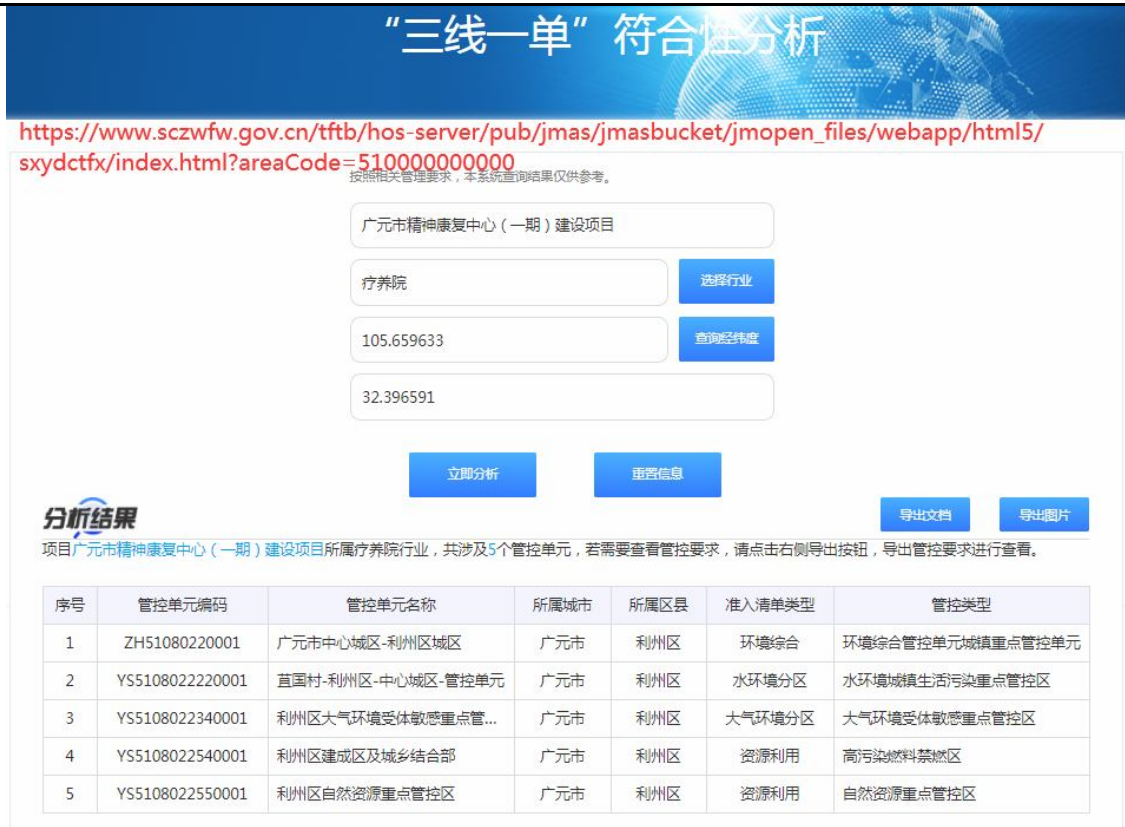 “三线一单”符合性分析
https://www.sczwfw.gov.cn/tftb/hos-server/pub/jmas/jmasbucket/jmopen_files/webapp/html5/
sxydctfx/index.html?areaCode=510000000000
按照相关管理要求，本系统查询结果仅供参考。
广元市精神康复中心（一期）建设项目
疗养院 选择行业
105.659633 查询经纬度
32.396591
立即分析 重置信息
分析结果 导出文档 导出图片
项目广元市精神康复中心（一期）建设项目所属疗养院行业，共涉及5个管控单元，若需要查看管控要求，请点击右侧导出按钮，导出管控要求进行查看。
序号 管控单元编码 管控单元名称 所属城市 所属区县 准入清单类型 管控类型
1 ZH51080220001 广元市中心城区-利州区城区 广元市 利州区 环境综合 环境综合管控单元城镇重点管控单元
2 YS5108022220001 苴国村-利州区-中心城区-管控单元 广元市 利州区 水环境分区 水环境城镇生活污染重点管控区
3 YS5108022340001 利州区大气环境受体敏感重点管... 广元市 利州区 大气环境分区 大气环境受体敏感重点管控区
4 YS5108022540001 利州区建成区及城乡结合部 广元市 利州区 资源利用 高污染燃料禁燃区
5 YS5108022550001 利州区自然资源重点管控区 广元市 利州区 资源利用 自然资源重点管控区